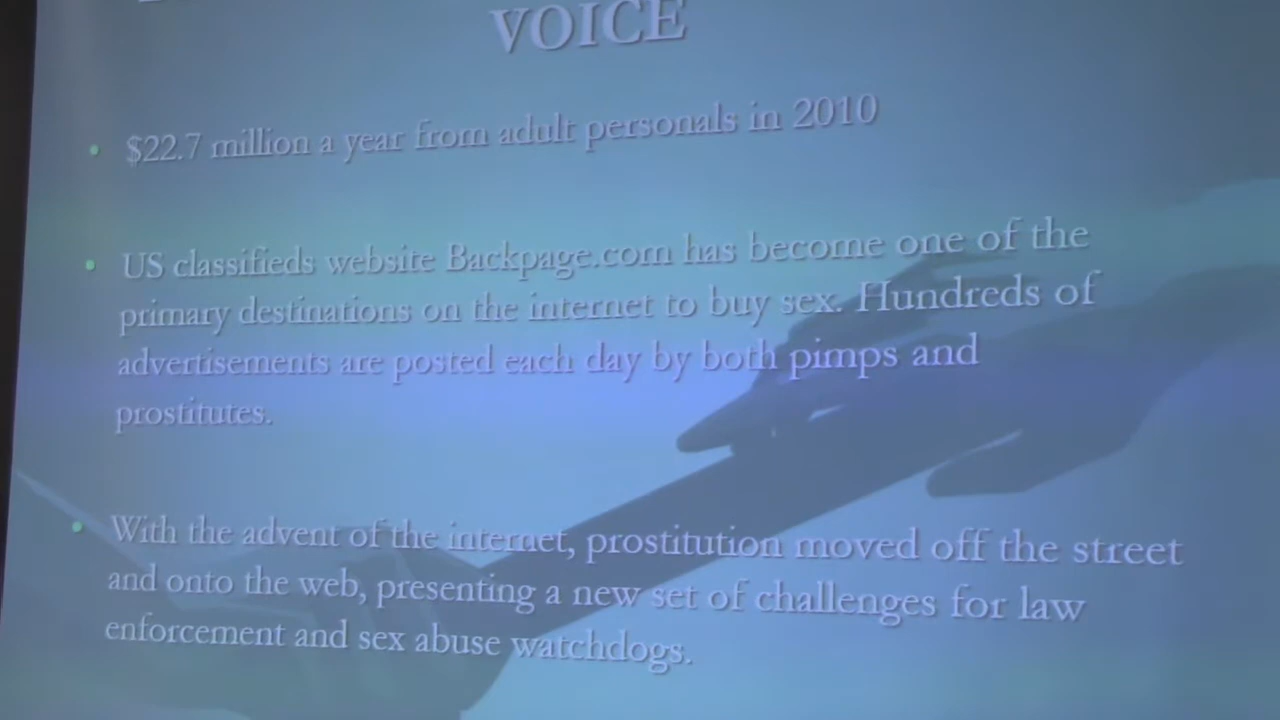 VOICE
• $22.7 million a year from adult personals in 2010
• US classifieds website Backpage.com has become one of the
primary destinations on the internet to buy sex. Hundreds of
advertisements are posted each day by both pimps and
prostitutes.
• With the advent of the internet, prostitution moved off the street
and onto the web, presenting a new set of challenges for law
enforcement and sex abuse watchdogs.